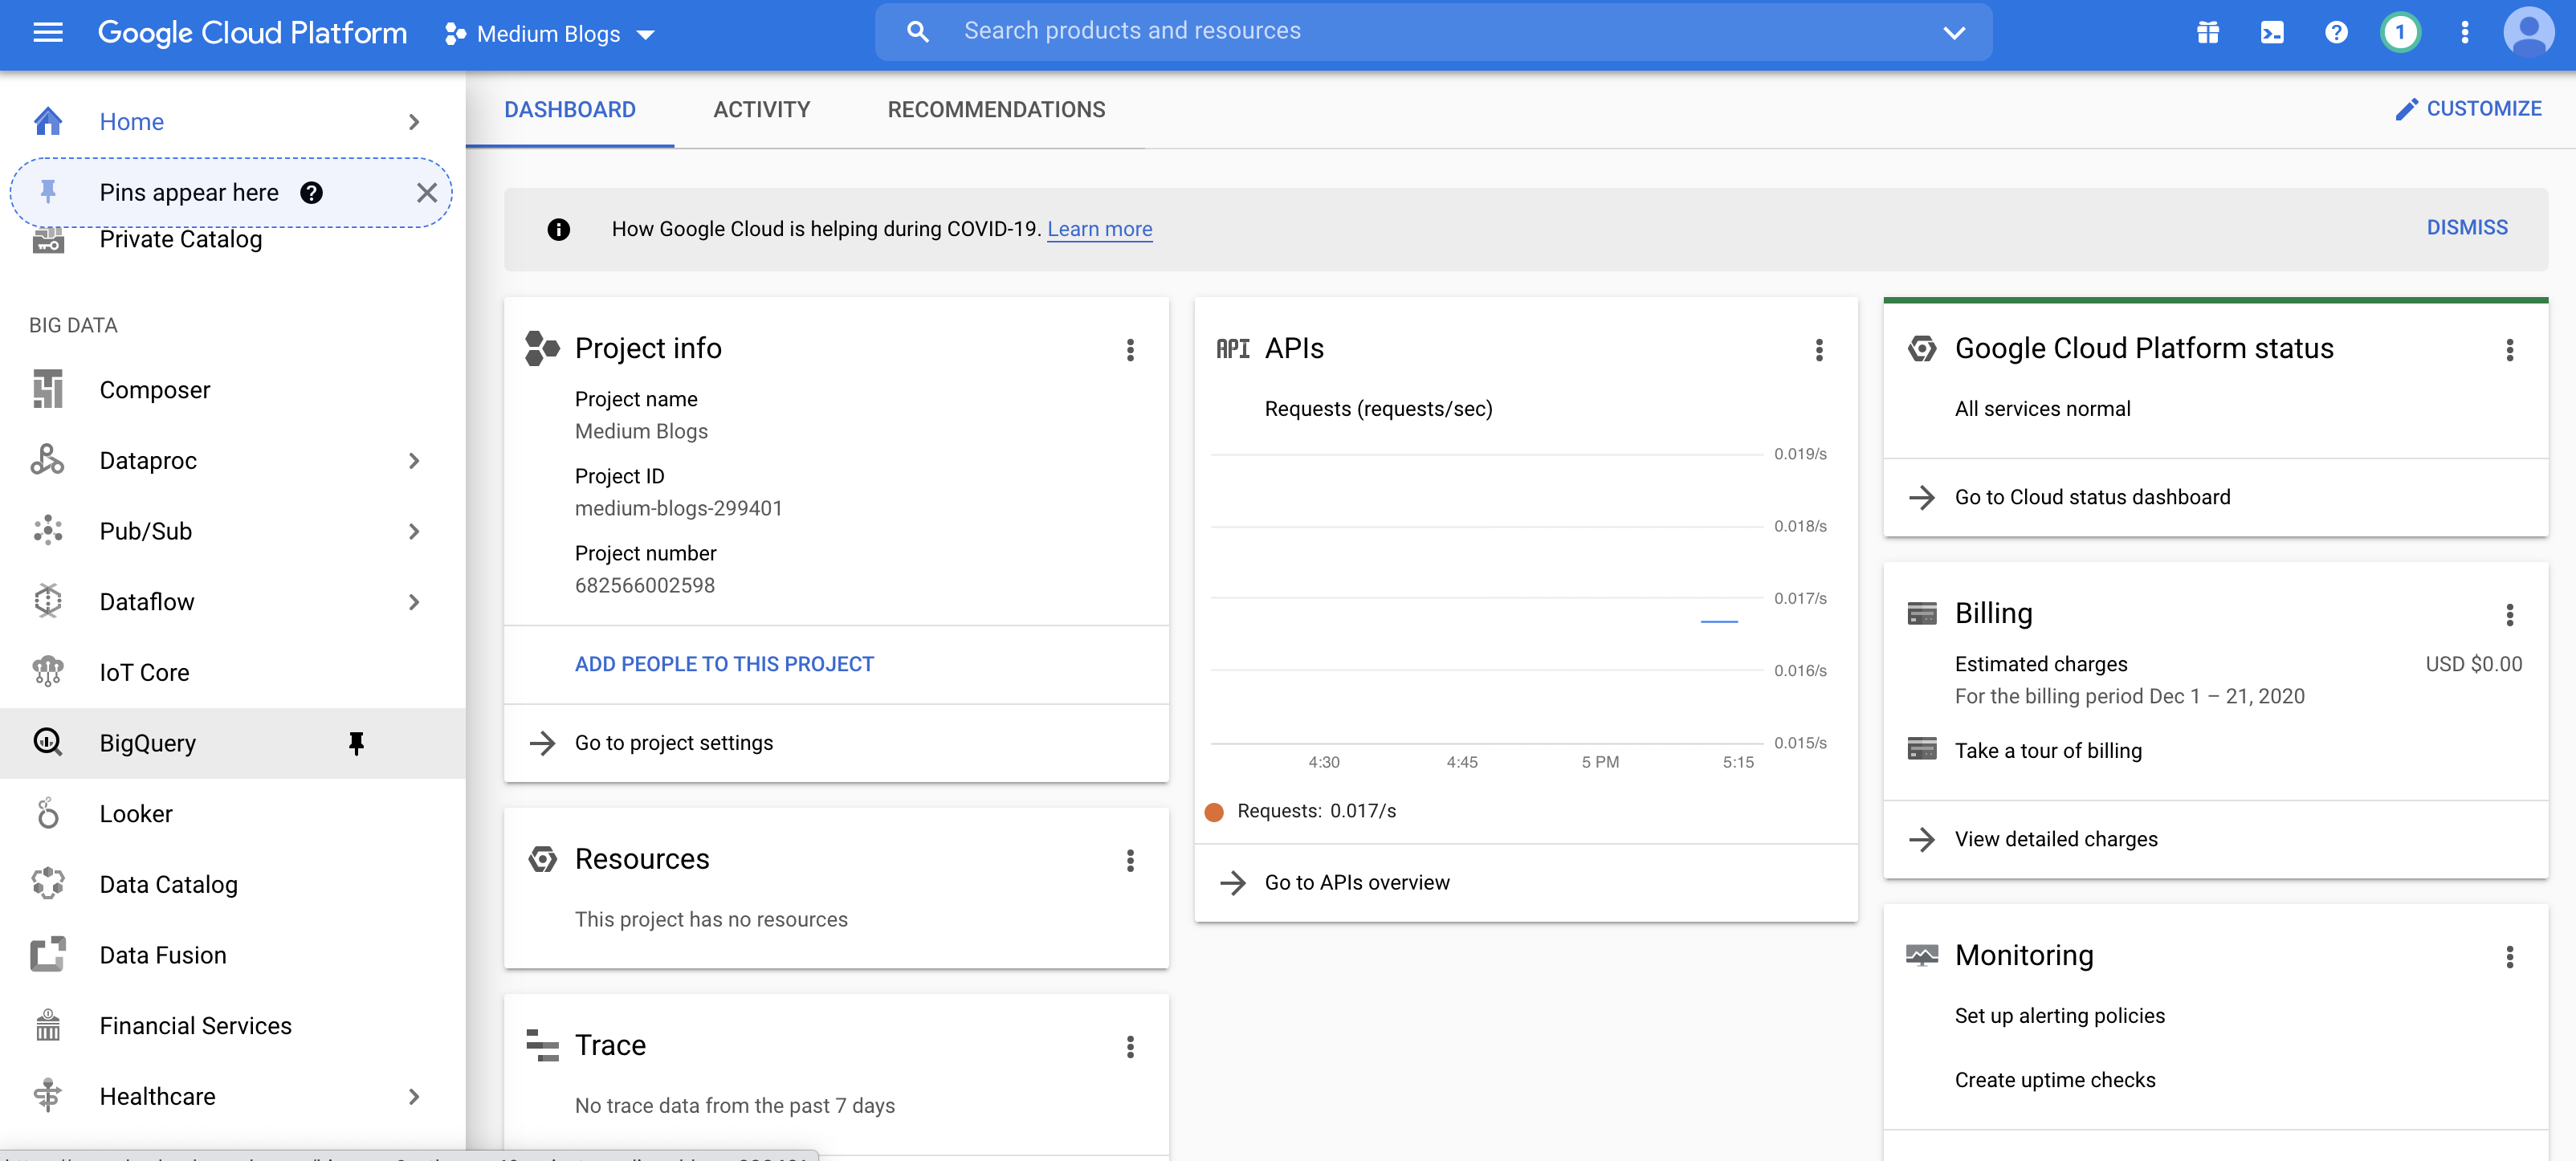 Google Cloud Platform
Medium Blogs
Search products and resources
1
Home
Pins appear here
Private Catalog
BIG DATA
Composer
Dataproc
Pub/Sub
Dataflow
IoT Core
BigQuery
Looker
Data Catalog
Data Fusion
Financial Services
Healthcare
DASHBOARD
ACTIVITY
RECOMMENDATIONS
CUSTOMIZE
How Google Cloud is helping during COVID-19. Learn more
DISMISS
Project info
Project name
Medium Blogs
Project ID
medium-blogs-299401
Project number
682566002598
ADD PEOPLE TO THIS PROJECT
Go to project settings
Resources
This project has no resources
Trace
No trace data from the past 7 days
API APIs
Requests (requests/sec)
0.019/s
0.018/s
0.017/s
0.016/s
0.015/s
4:30 4:45 5 PM 5:15
Requests: 0.017/s
Go to APIs overview
Google Cloud Platform status
All services normal
Go to Cloud status dashboard
Billing
Estimated charges USD $0.00
For the billing period Dec 1 – 21, 2020
Take a tour of billing
View detailed charges
Monitoring
Set up alerting policies
Create uptime checks